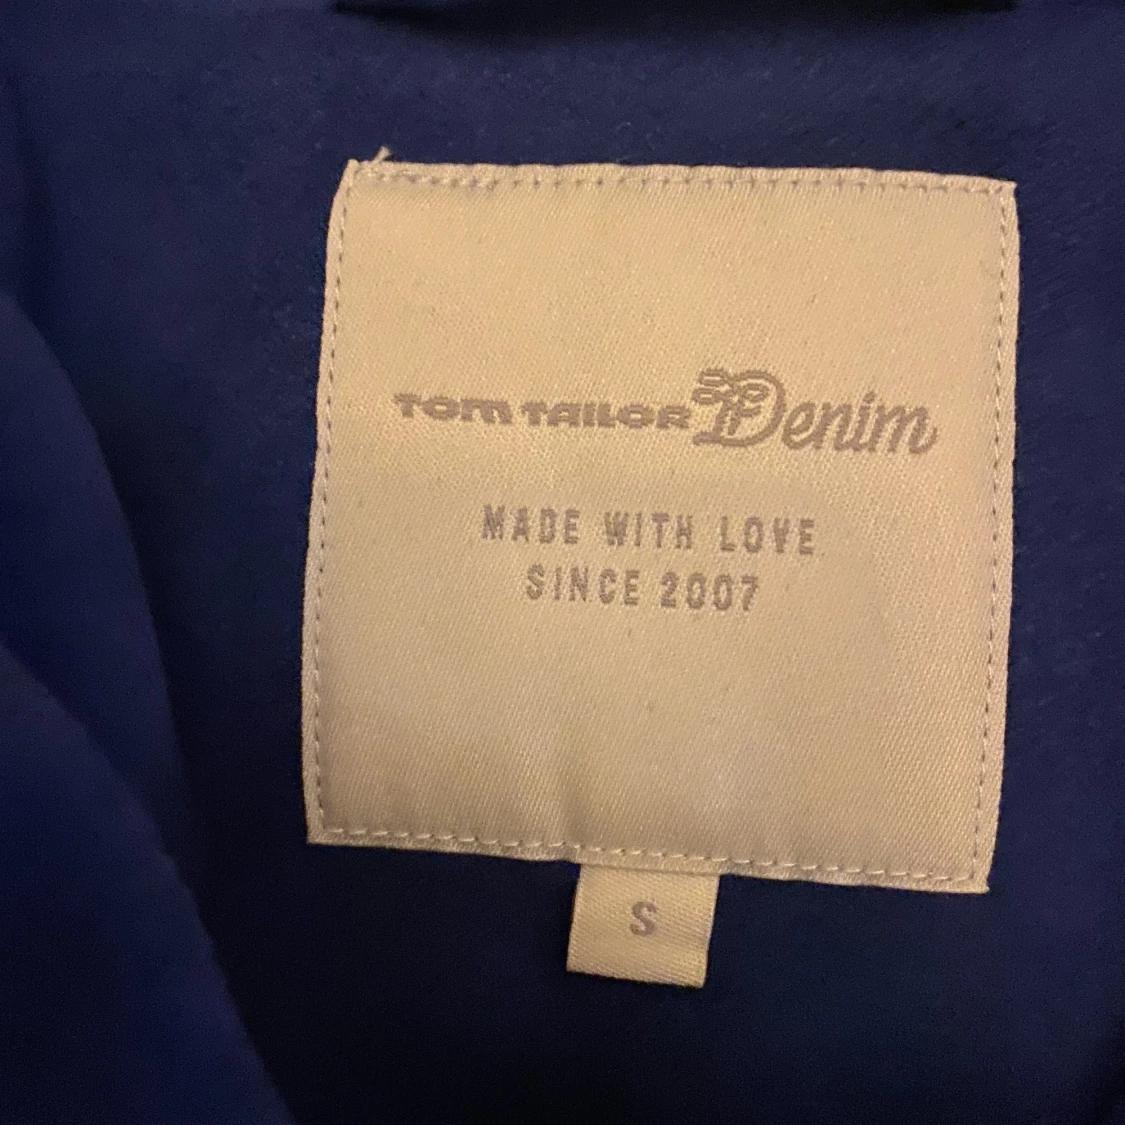 TOM TAILOR Denim
MADE WITH LOVE
SINCE 2007
S